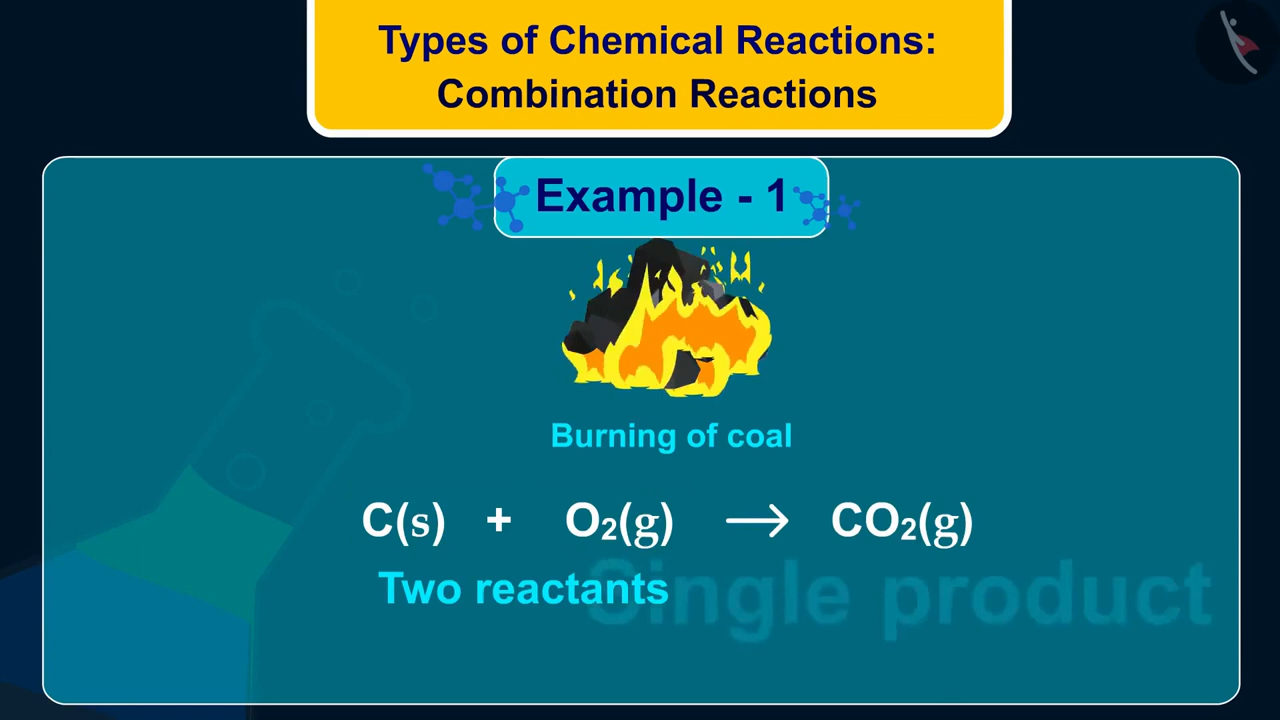 Types of Chemical Reactions:
Combination Reactions
Example - 1
Burning of coal
C(s) + O₂(g) → CO₂(g)
Two reactants
Single product